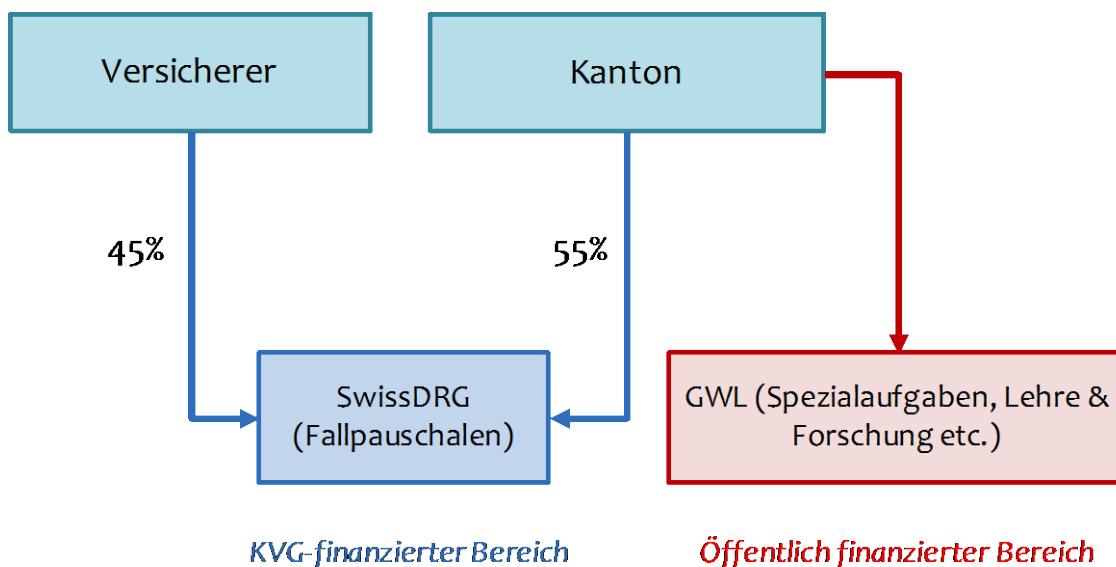 Versicherer
Kanton
45%
55%
SwissDRG
(Fallpauschalen)
GWL (Spezialaufgaben, Lehre &
Forschung etc.)
KVG-finanzierter Bereich
Öffentlich finanzierter Bereich